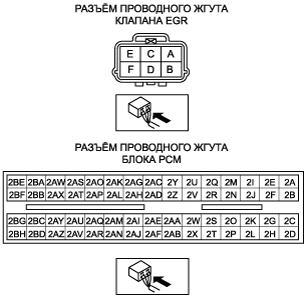 РАЗЪЁМ ПРОВОДНОГО ЖГУТА
КЛАПАНА EGR
E C A
F D B
РАЗЪЁМ ПРОВОДНОГО ЖГУТА
БЛОКА PCM
2BE 2BA 2AW 2AS 2AO 2AK 2AG 2AC 2Y 2U 2Q 2M 2I 2E 2A
2BF 2BB 2AX 2AT 2AP 2AL 2AH 2AD 2Z 2V 2R 2N 2J 2F 2B
2BG 2BC 2AY 2AU 2AQ 2AM 2AI 2AE 2AA 2W 2S 2O 2K 2G 2C
2BH 2BD 2AZ 2AV 2AR 2AN 2AJ 2AF 2AB 2X 2T 2P 2L 2H 2D